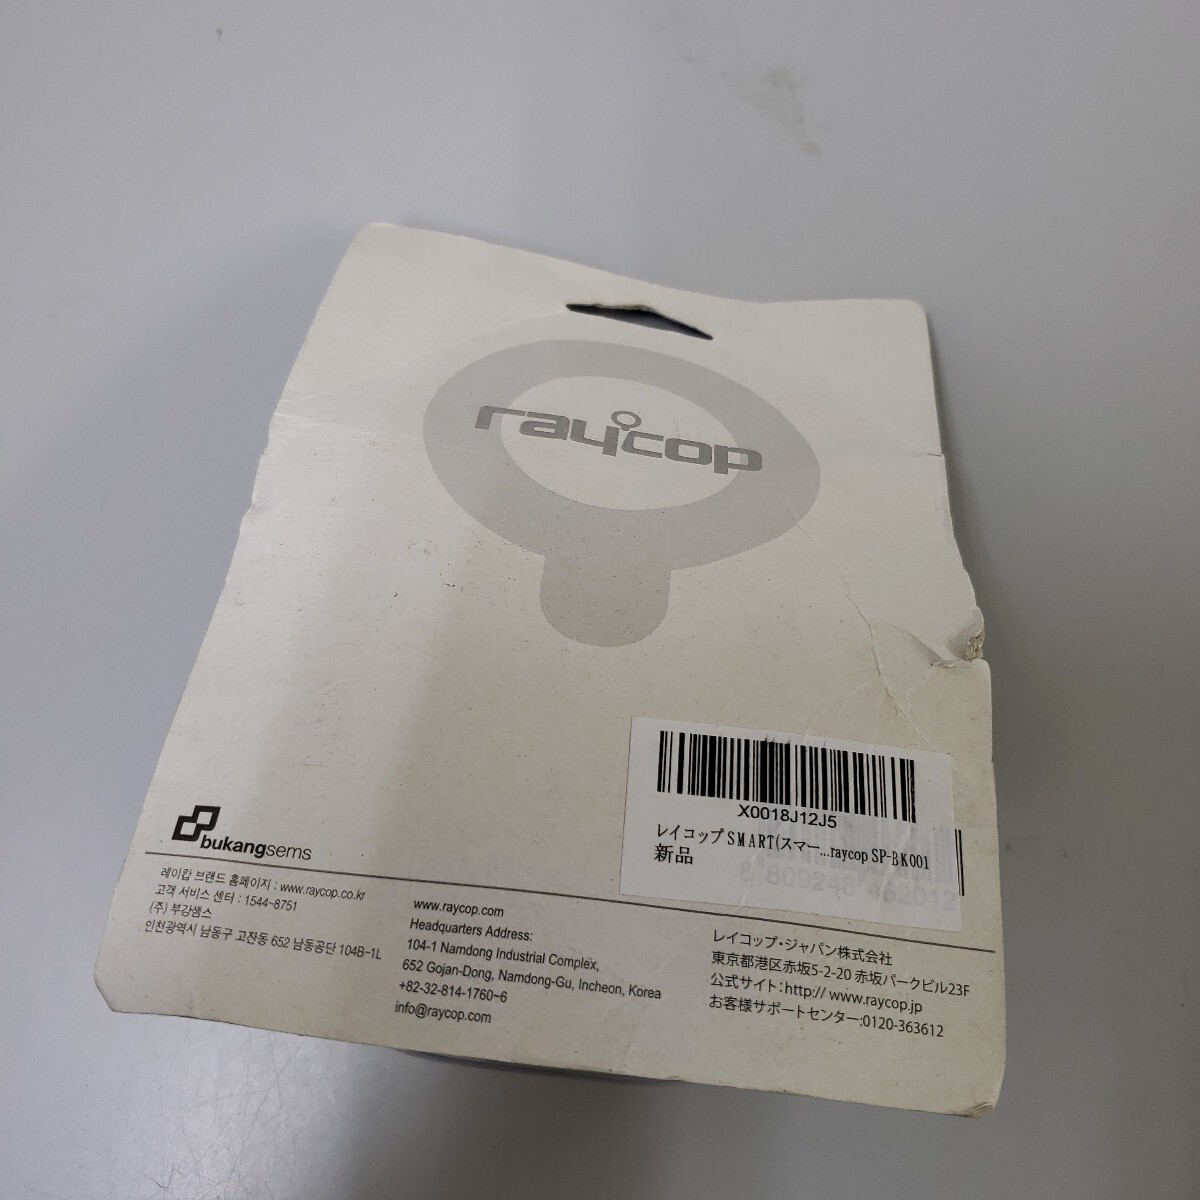 raycop
X0018J12J5
レイコップSMART(スマー...raycop SP-BK001
新品
8 809248 462012
bukangsems
레이캅 브랜드 홈페이지 : www.raycop.co.kr
고객 서비스 센터 : 1544-8751
(주) 부강샘스
인천광역시 남동구 고잔동 652 남동공단 104B-1L
www.raycop.com
Headquarters Address:
104-1 Namdong Industrial Complex,
652 Gojan-Dong, Namdong-Gu, Incheon, Korea
+82-32-814-1760~6
info@raycop.com
レイコップ・ジャパン株式会社
東京都港区赤坂5-2-20 赤坂パークビル23F
公式サイト:http:// www.raycop.jp
お客様サポートセンター:0120-363612